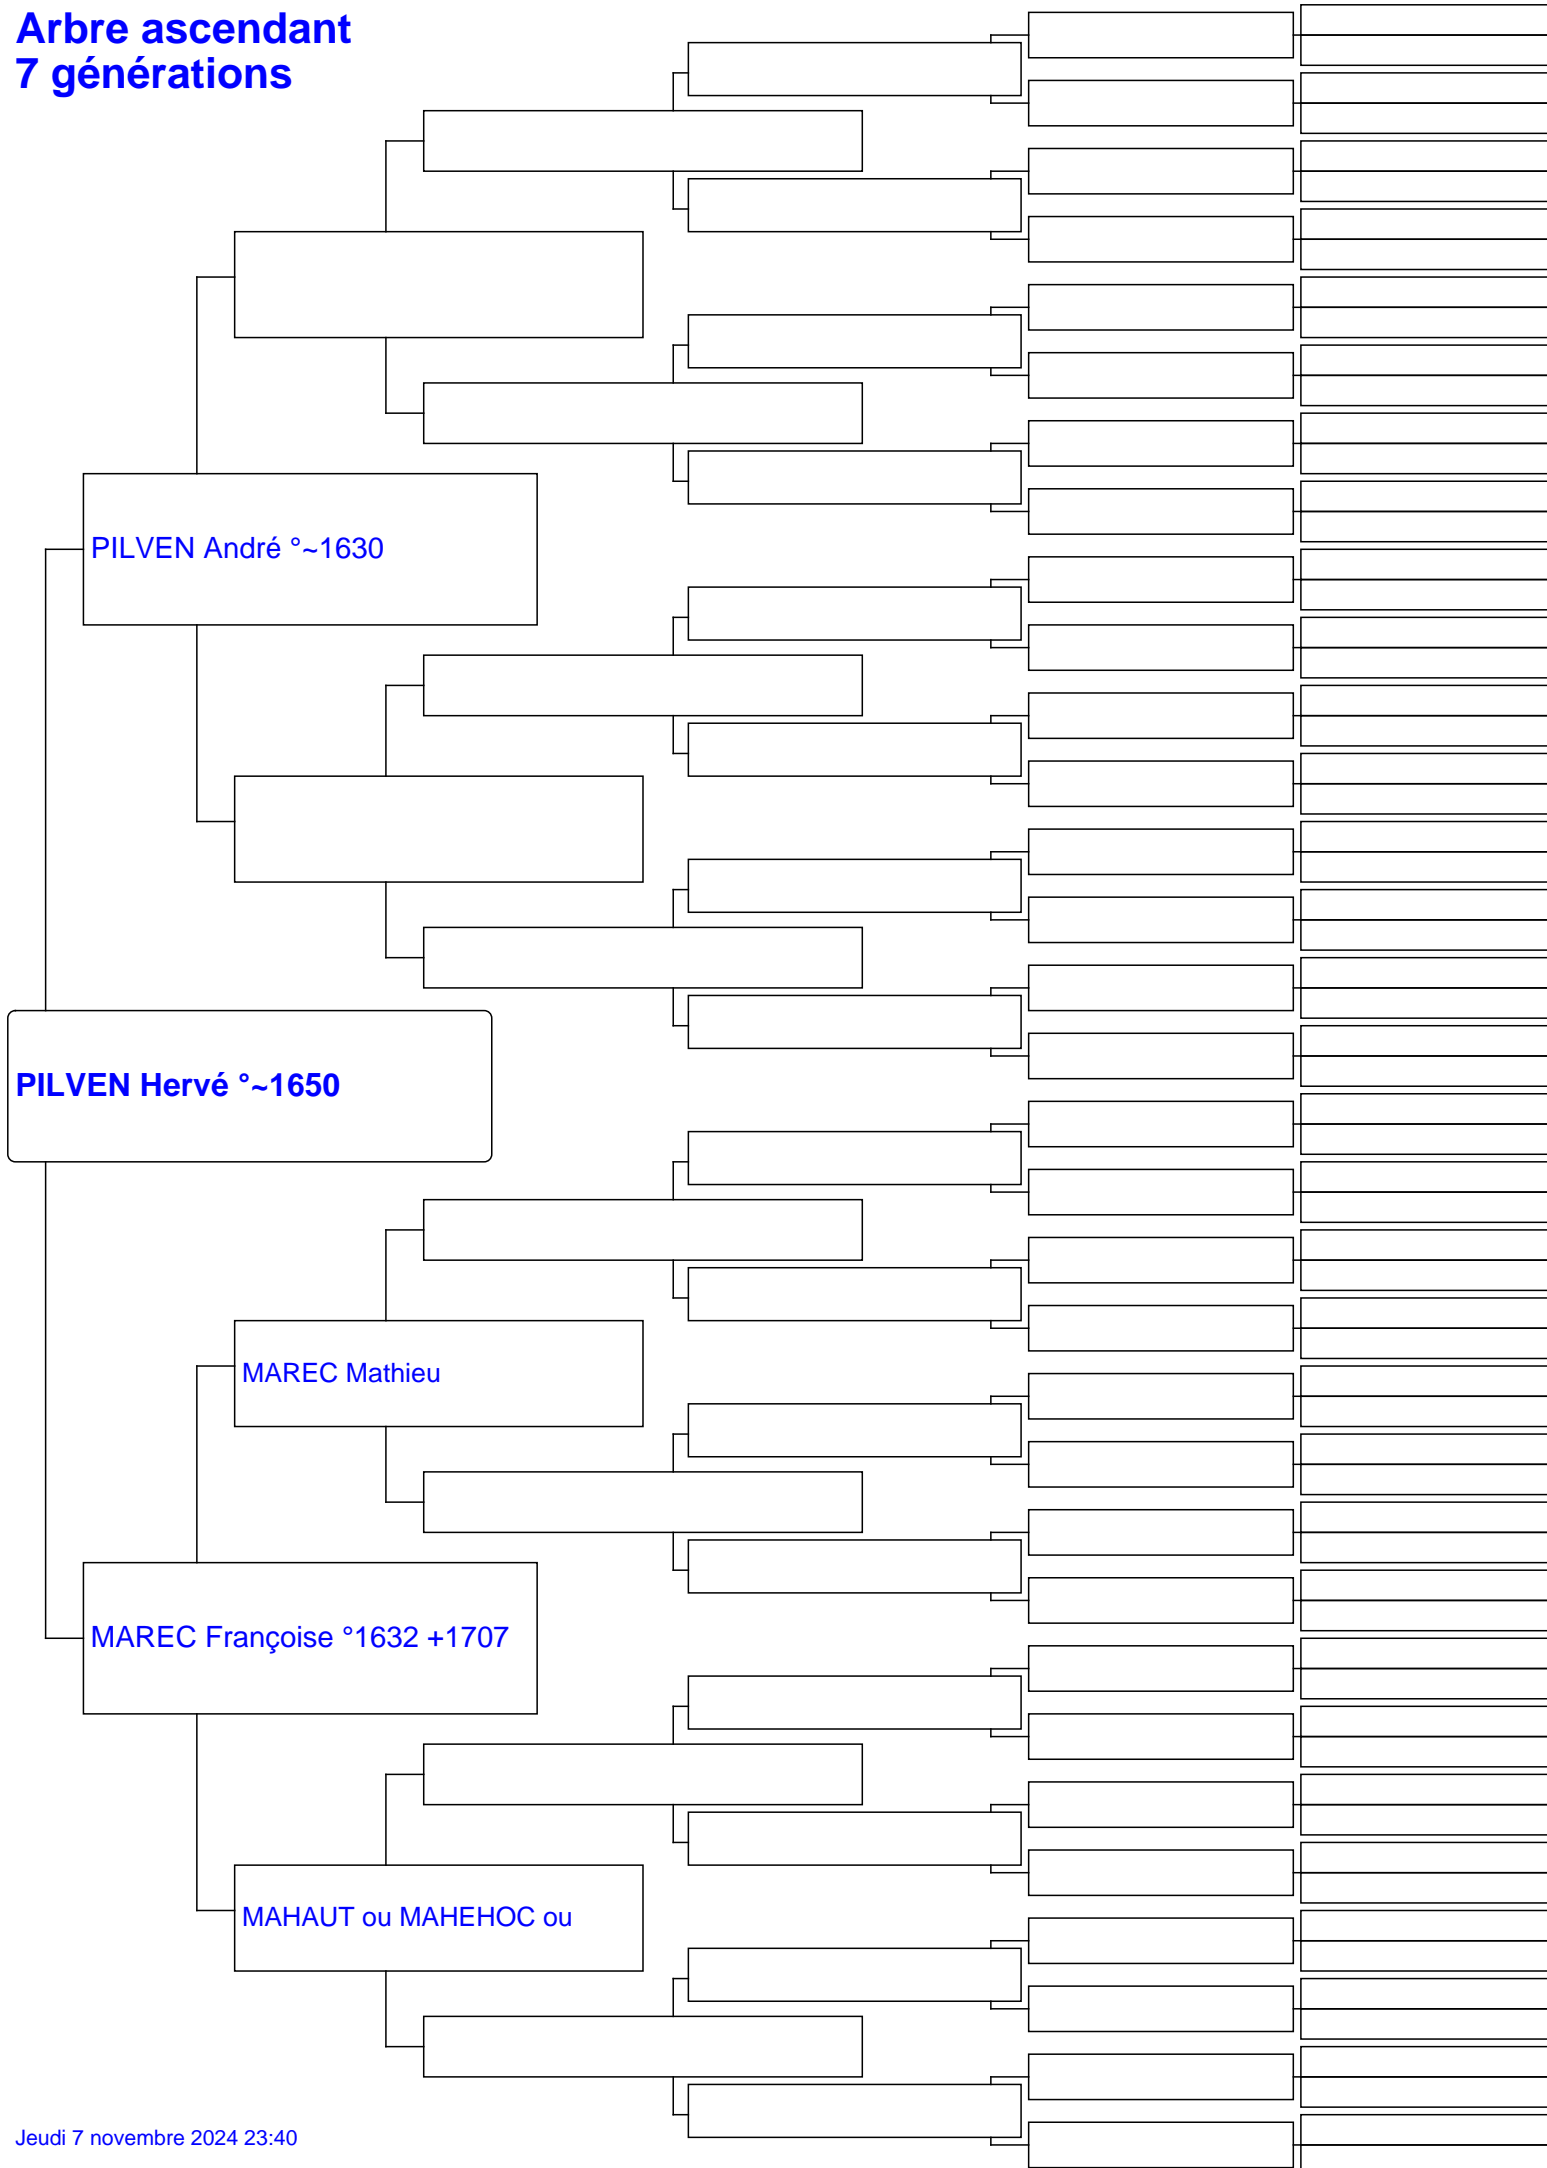 Arbre ascendant
7 générations
PILVEN André °~1630
PILVEN Hervé °~1650
MAREC Mathieu
MAREC Françoise °1632 +1707
MAHAUT ou MAHEHOC ou
Jeudi 7 novembre 2024 23:40